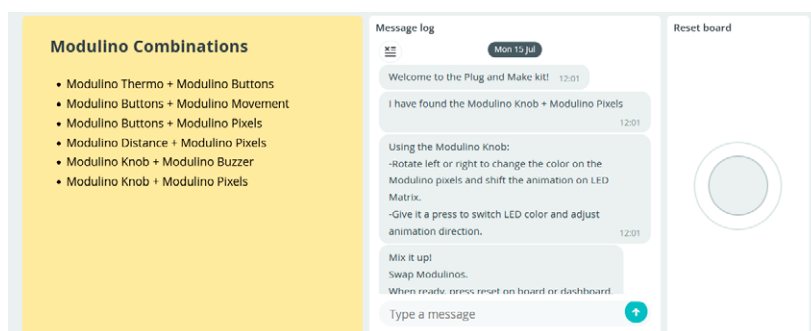 Modulino Combinations
Modulino Thermo + Modulino Buttons
Modulino Buttons + Modulino Movement
Modulino Buttons + Modulino Pixels
Modulino Distance + Modulino Pixels
Modulino Knob + Modulino Buzzer
Modulino Knob + Modulino Pixels
Message log
Mon 15 Jul
Welcome to the Plug and Make kit! 12:01
I have found the Modulino Knob + Modulino Pixels
12:01
Using the Modulino Knob:
-Rotate left or right to change the color on the
Modulino pixels and shift the animation on LED
Matrix.
-Give it a press to switch LED color and adjust
animation direction. 12:01
Mix it up!
Swap Modulinos.
When ready, press reset on board or dashboard.
Type a message
Reset board